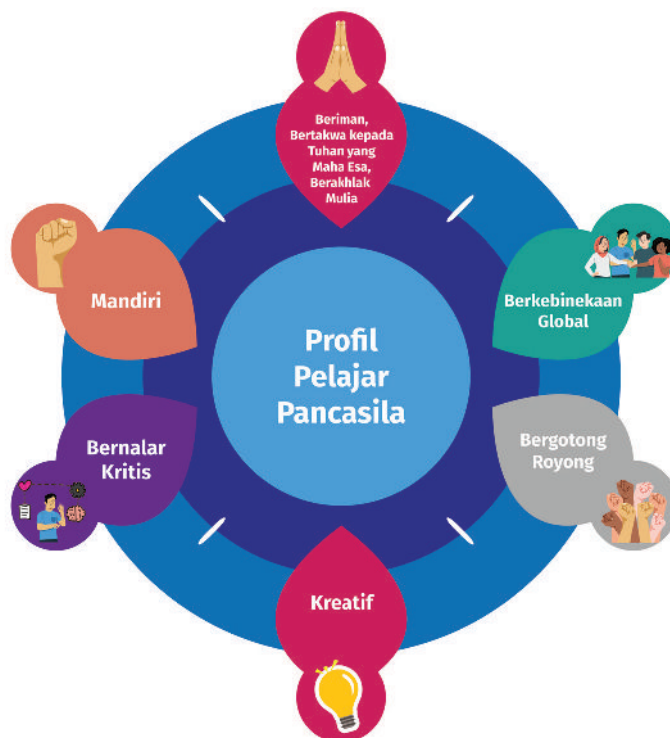 Beriman,
Bertakwa kepada
Tuhan yang
Maha Esa,
Berakhlak
Mulia
Mandiri
Berkebinekaan
Global
Profil
Pelajar
Pancasila
Bernalar
Kritis
Bergotong
Royong
Kreatif